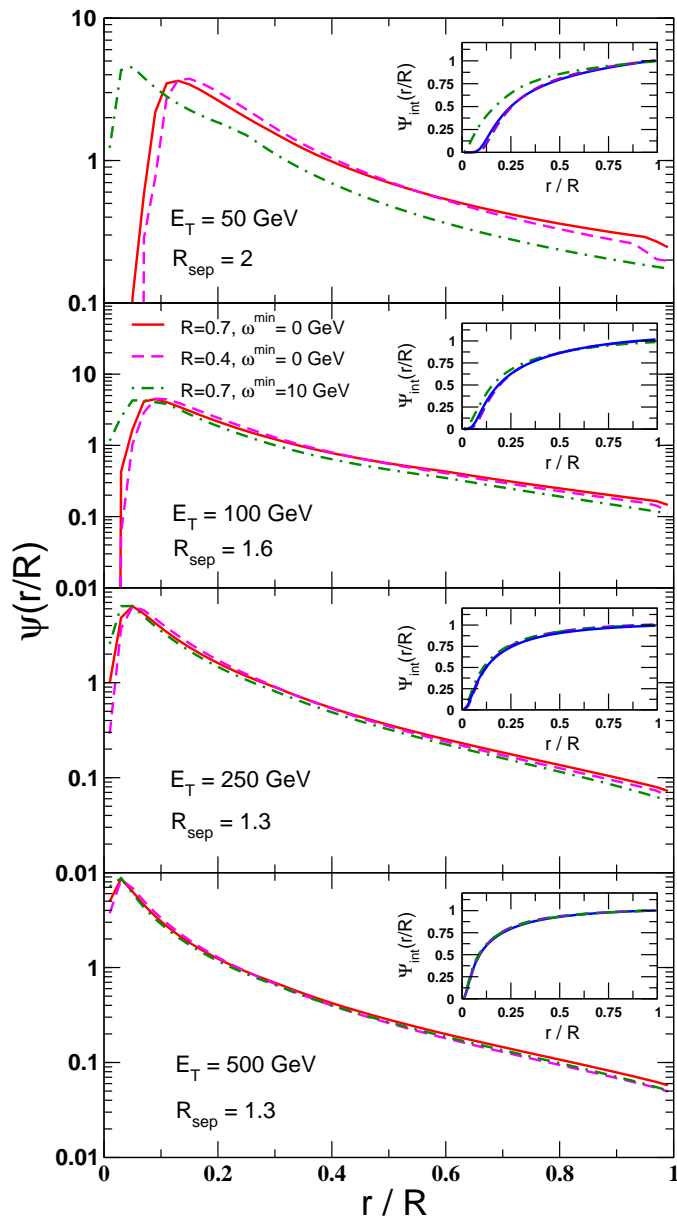 10
1
0.1
E_T = 50 GeV
R_sep = 2
Ψ_int(r/R)
1
0.75
0.5
0.25
0
0 0.25 0.5 0.75 1
r / R
R=0.7, ω^min= 0 GeV
R=0.4, ω^min= 0 GeV
R=0.7, ω^min=10 GeV
10
1
0.1
0.01
E_T = 100 GeV
R_sep = 1.6
Ψ_int(r/R)
1
0.75
0.5
0.25
0
0 0.25 0.5 0.75 1
r / R
ψ(r/R)
1
0.1
0.01
E_T = 250 GeV
R_sep = 1.3
Ψ_int(r/R)
1
0.75
0.5
0.25
0
0 0.25 0.5 0.75 1
r / R
1
0.1
0.01
E_T = 500 GeV
R_sep = 1.3
Ψ_int(r/R)
1
0.75
0.5
0.25
0
0 0.25 0.5 0.75 1
r / R
0 0.2 0.4 0.6 0.8 1
r / R